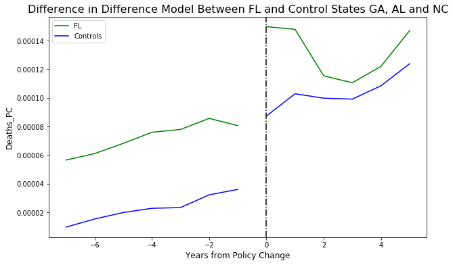 Difference in Difference Model Between FL and Control States GA, AL and NC
FL
Controls
Deaths_PC
0.00014
0.00012
0.00010
0.00008
0.00006
0.00004
0.00002
−6
−4
−2
0
2
4
Years from Policy Change